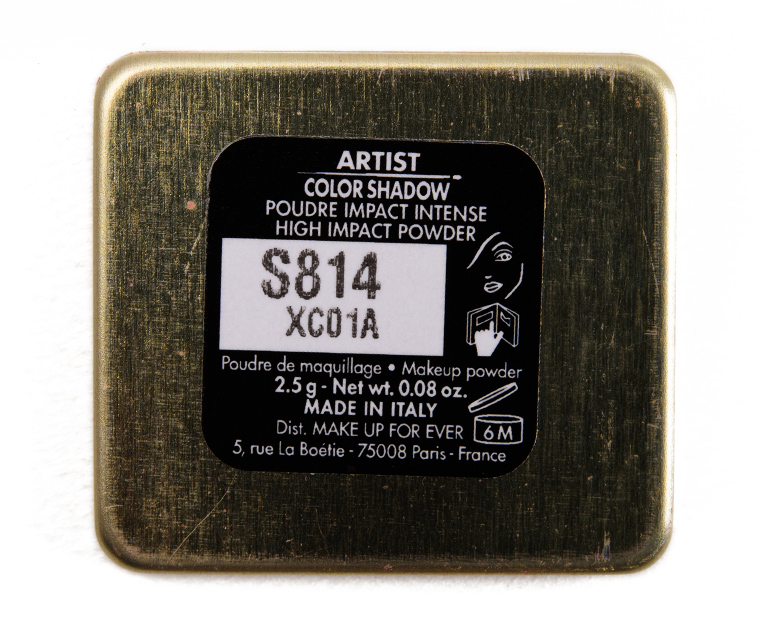 ARTIST
COLOR SHADOW
POUDRE IMPACT INTENSE
HIGH IMPACT POWDER
S814
XC01A
Poudre de maquillage • Makeup powder
2.5 g - Net wt. 0.08 oz.
MADE IN ITALY
Dist. MAKE UP FOR EVER
6 M
5, rue La Boétie - 75008 Paris - France